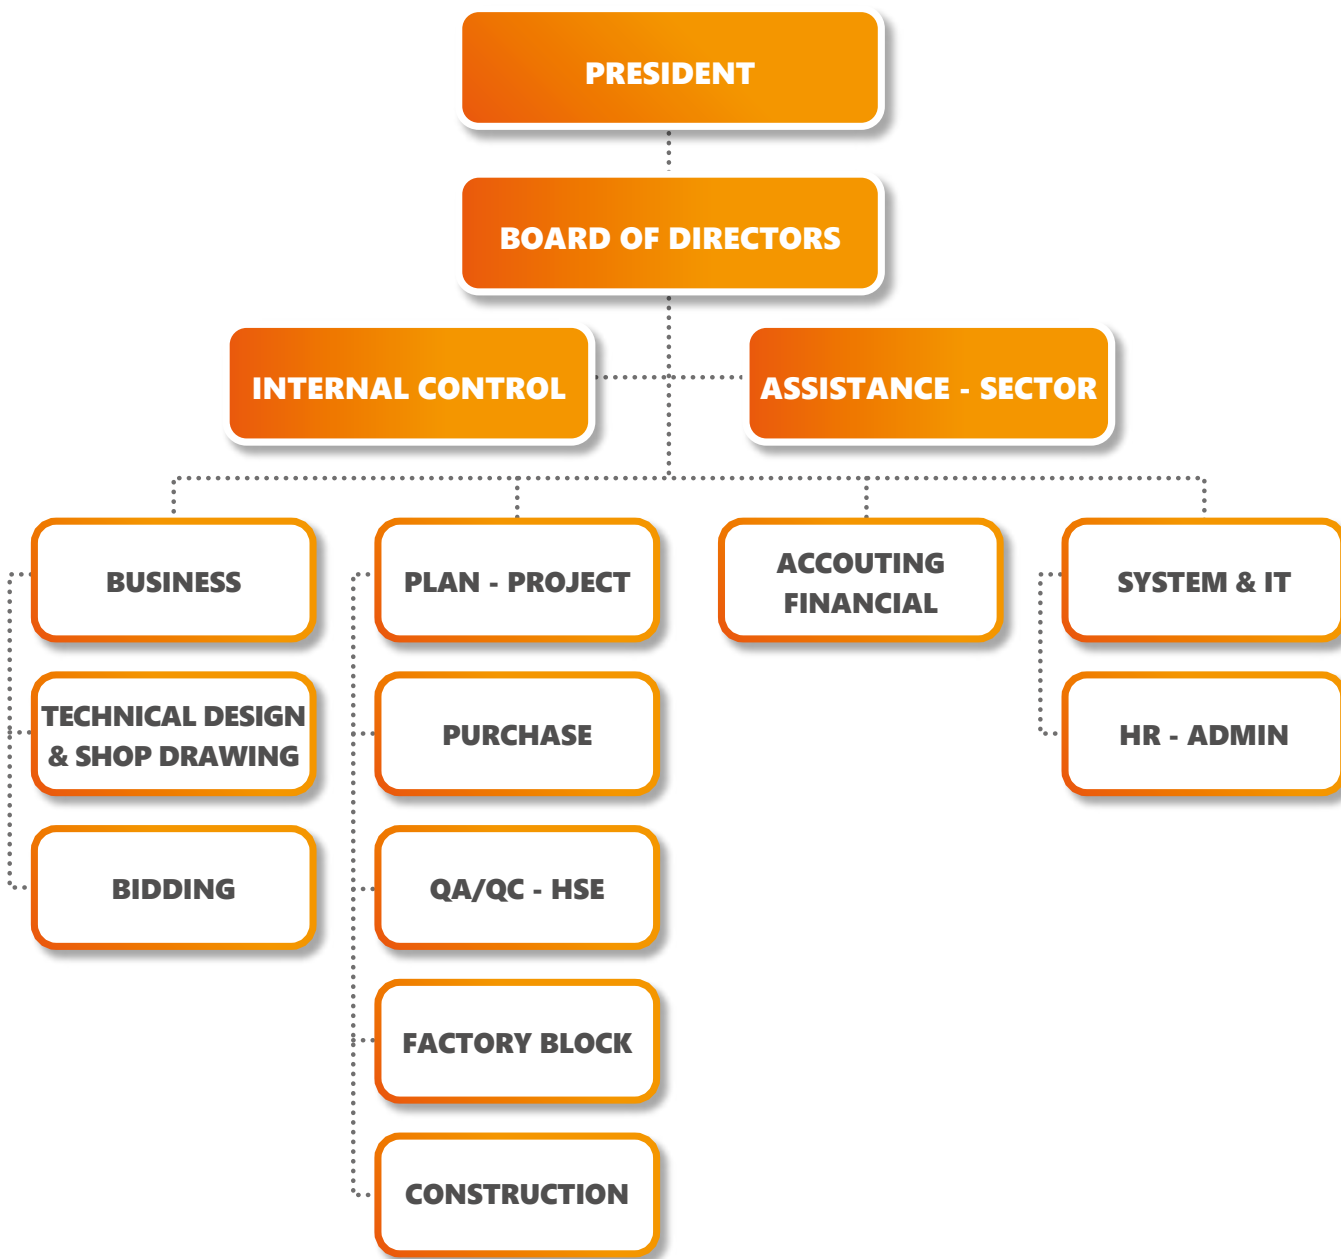 PRESIDENT
BOARD OF DIRECTORS
INTERNAL CONTROL
ASSISTANCE - SECTOR
BUSINESS
PLAN - PROJECT
ACCOUTING
FINANCIAL
SYSTEM & IT
TECHNICAL DESIGN
& SHOP DRAWING
PURCHASE
HR - ADMIN
BIDDING
QA/QC - HSE
FACTORY BLOCK
CONSTRUCTION